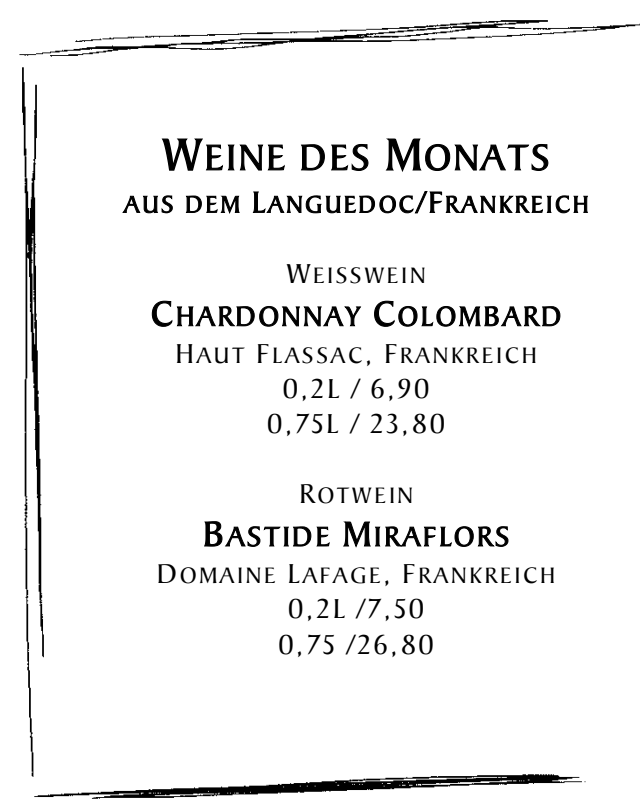 Weine des Monats
aus dem Languedoc/Frankreich
Weisswein
Chardonnay Colombard
Haut Flassac, Frankreich
0,2l / 6,90
0,75l / 23,80
Rotwein
Bastide Miraflors
Domaine Lafage, Frankreich
0,2l /7,50
0,75 /26,80